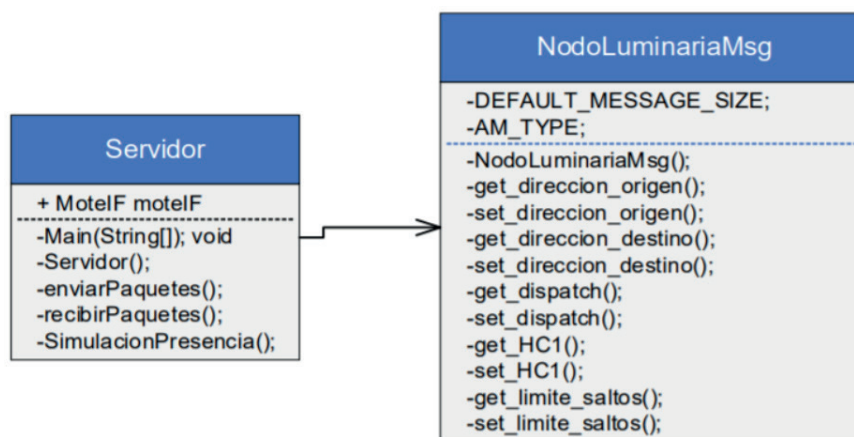 Servidor
+ MoteIF moteIF
-Main(String[]); void
-Servidor();
-enviarPaquetes();
-recibirPaquetes();
-SimulacionPresencia();
NodoLuminariaMsg
-DEFAULT_MESSAGE_SIZE;
-AM_TYPE;
-NodoLuminariaMsg();
-get_direccion_origen();
-set_direccion_origen();
-get_direccion_destino();
-set_direccion_destino();
-get_dispatch();
-set_dispatch();
-get_HC1();
-set_HC1();
-get_limite_saltos();
-set_limite_saltos();